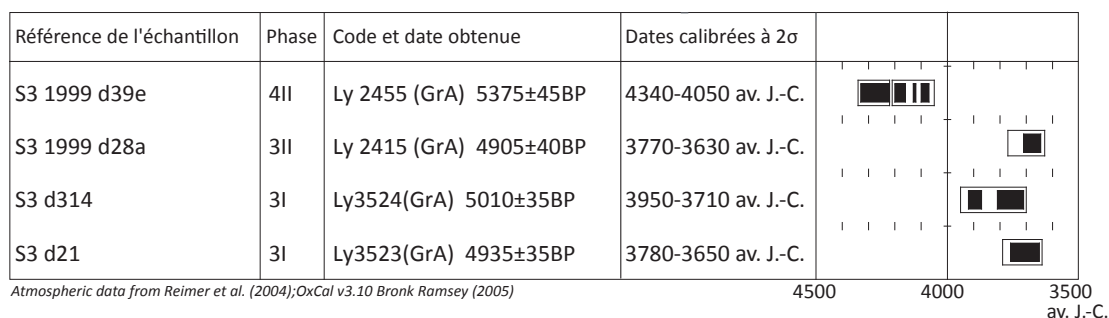 Référence de l'échantillon Phase Code et date obtenue Dates calibrées à 2σ
S3 1999 d39e 4II Ly 2455 (GrA) 5375±45BP 4340-4050 av. J.-C.
S3 1999 d28a 3II Ly 2415 (GrA) 4905±40BP 3770-3630 av. J.-C.
S3 d314 3I Ly3524(GrA) 5010±35BP 3950-3710 av. J.-C.
S3 d21 3I Ly3523(GrA) 4935±35BP 3780-3650 av. J.-C.
Atmospheric data from Reimer et al. (2004);OxCal v3.10 Bronk Ramsey (2005) 4500 4000 3500
av. J.-C.